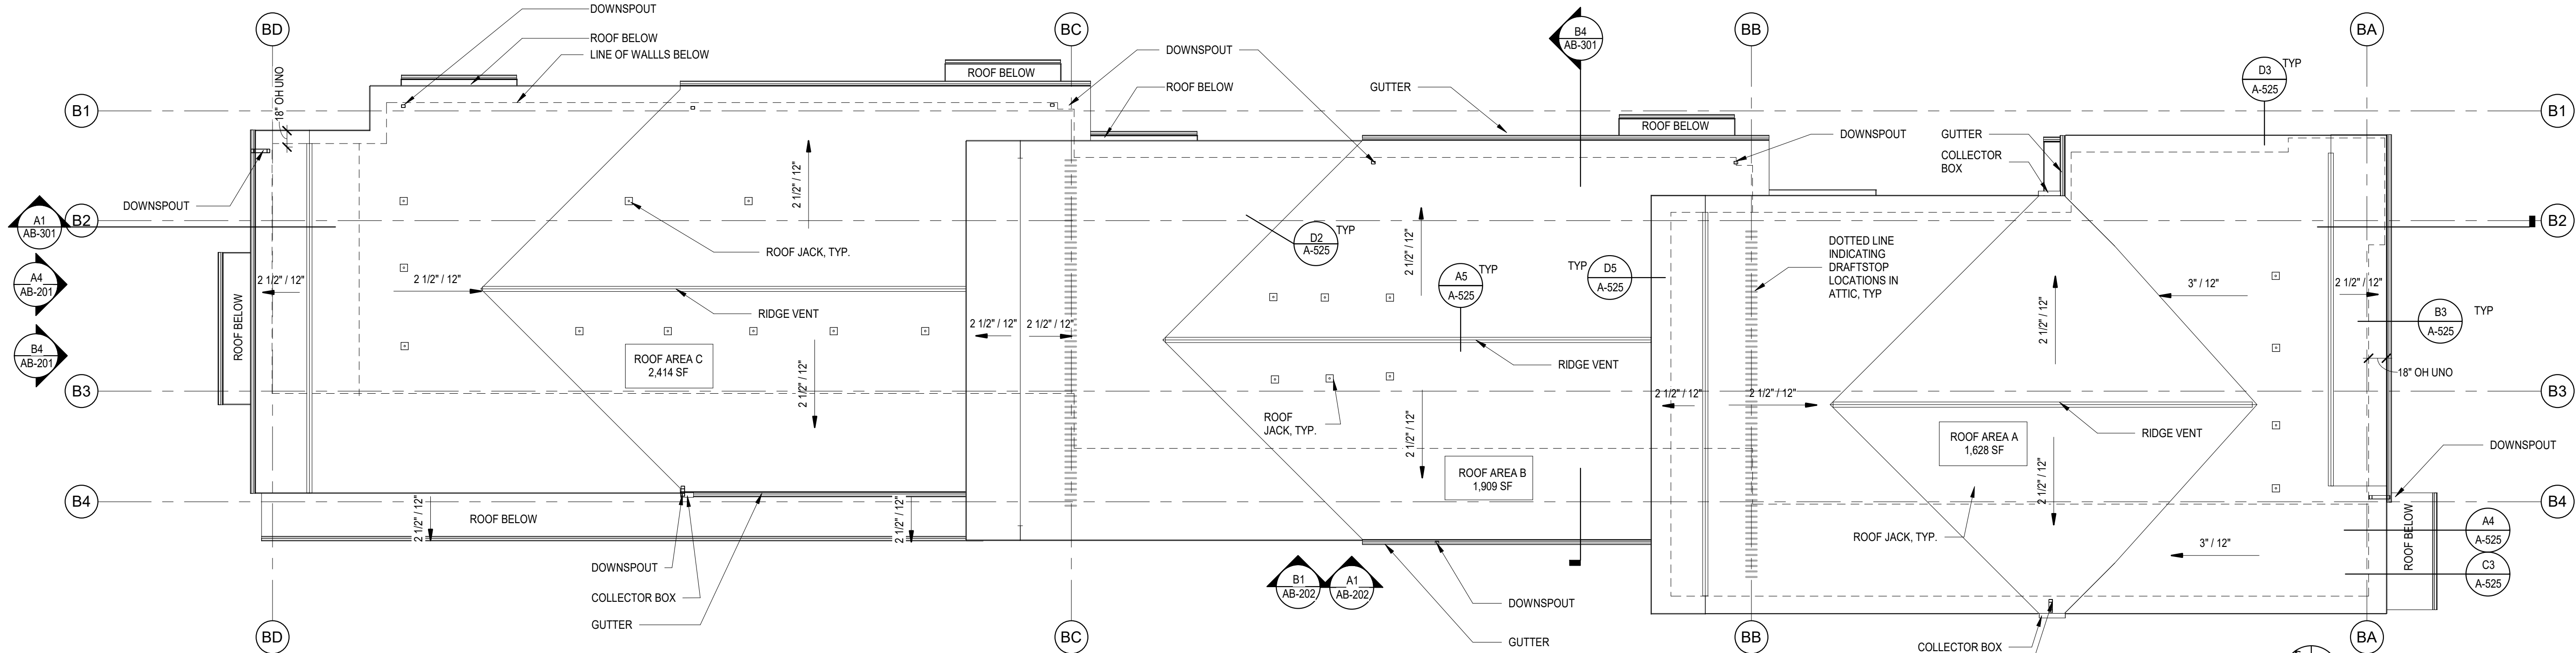 DOWNSPOUT
ROOF BELOW
LINE OF WALLLS BELOW
BD
BC
BB
BA
18" OH UNO
ROOF BELOW
DOWNSPOUT
ROOF BELOW
GUTTER
B4
AB-301
ROOF BELOW
DOWNSPOUT
GUTTER
COLLECTOR
BOX
D3
A-525
TYP
B1
B1
DOWNSPOUT
A1
AB-301
B2
B2
A4
AB-201
B4
AB-201
ROOF BELOW
2 1/2" / 12"
2 1/2" / 12"
2 1/2" / 12"
ROOF JACK, TYP.
RIDGE VENT
ROOF AREA C
2,414 SF
2 1/2" / 12"
2 1/2" / 12"
2 1/2" / 12"
D2
A-525
TYP
2 1/2" / 12"
A5
A-525
TYP
TYP
D5
A-525
RIDGE VENT
ROOF
JACK, TYP.
2 1/2" / 12"
ROOF AREA B
1,909 SF
DOTTED LINE
INDICATING
DRAFTSTOP
LOCATIONS IN
ATTIC, TYP
2 1/2" / 12"
2 1/2" / 12"
2 1/2" / 12"
3" / 12"
2 1/2" / 12"
B3
A-525
TYP
18" OH UNO
B3
B3
ROOF AREA A
1,628 SF
RIDGE VENT
DOWNSPOUT
2 1/2" / 12"
ROOF JACK, TYP.
3" / 12"
ROOF BELOW
A4
A-525
C3
A-525
B4
B4
2 1/2" / 12"
ROOF BELOW
2 1/2" / 12"
DOWNSPOUT
COLLECTOR BOX
GUTTER
B1
AB-202
A1
AB-202
DOWNSPOUT
GUTTER
COLLECTOR BOX
BD
BC
BB
BA